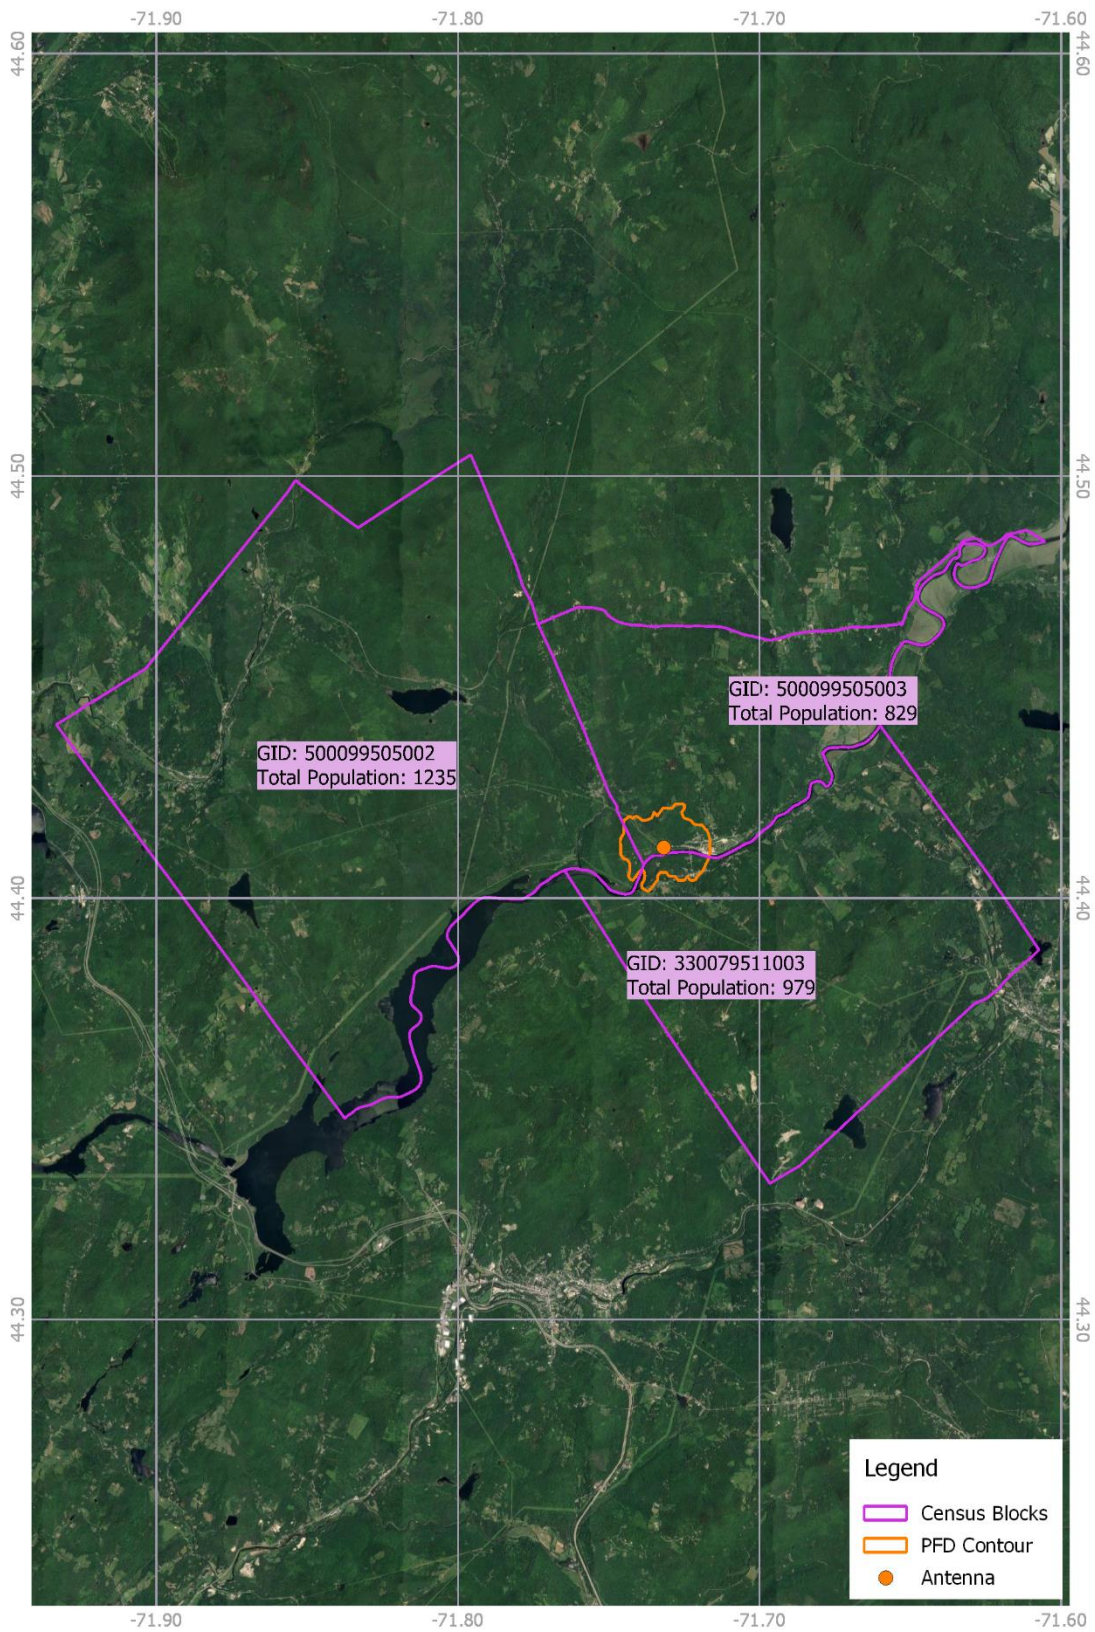 -71.90 -71.80 -71.70 -71.60
44.60 44.60
44.50 44.50
GID: 500099505003
Total Population: 829
GID: 500099505002
Total Population: 1235
44.40 44.40
GID: 330079511003
Total Population: 979
44.30 44.30
Legend
Census Blocks
PFD Contour
Antenna
-71.90 -71.80 -71.70 -71.60